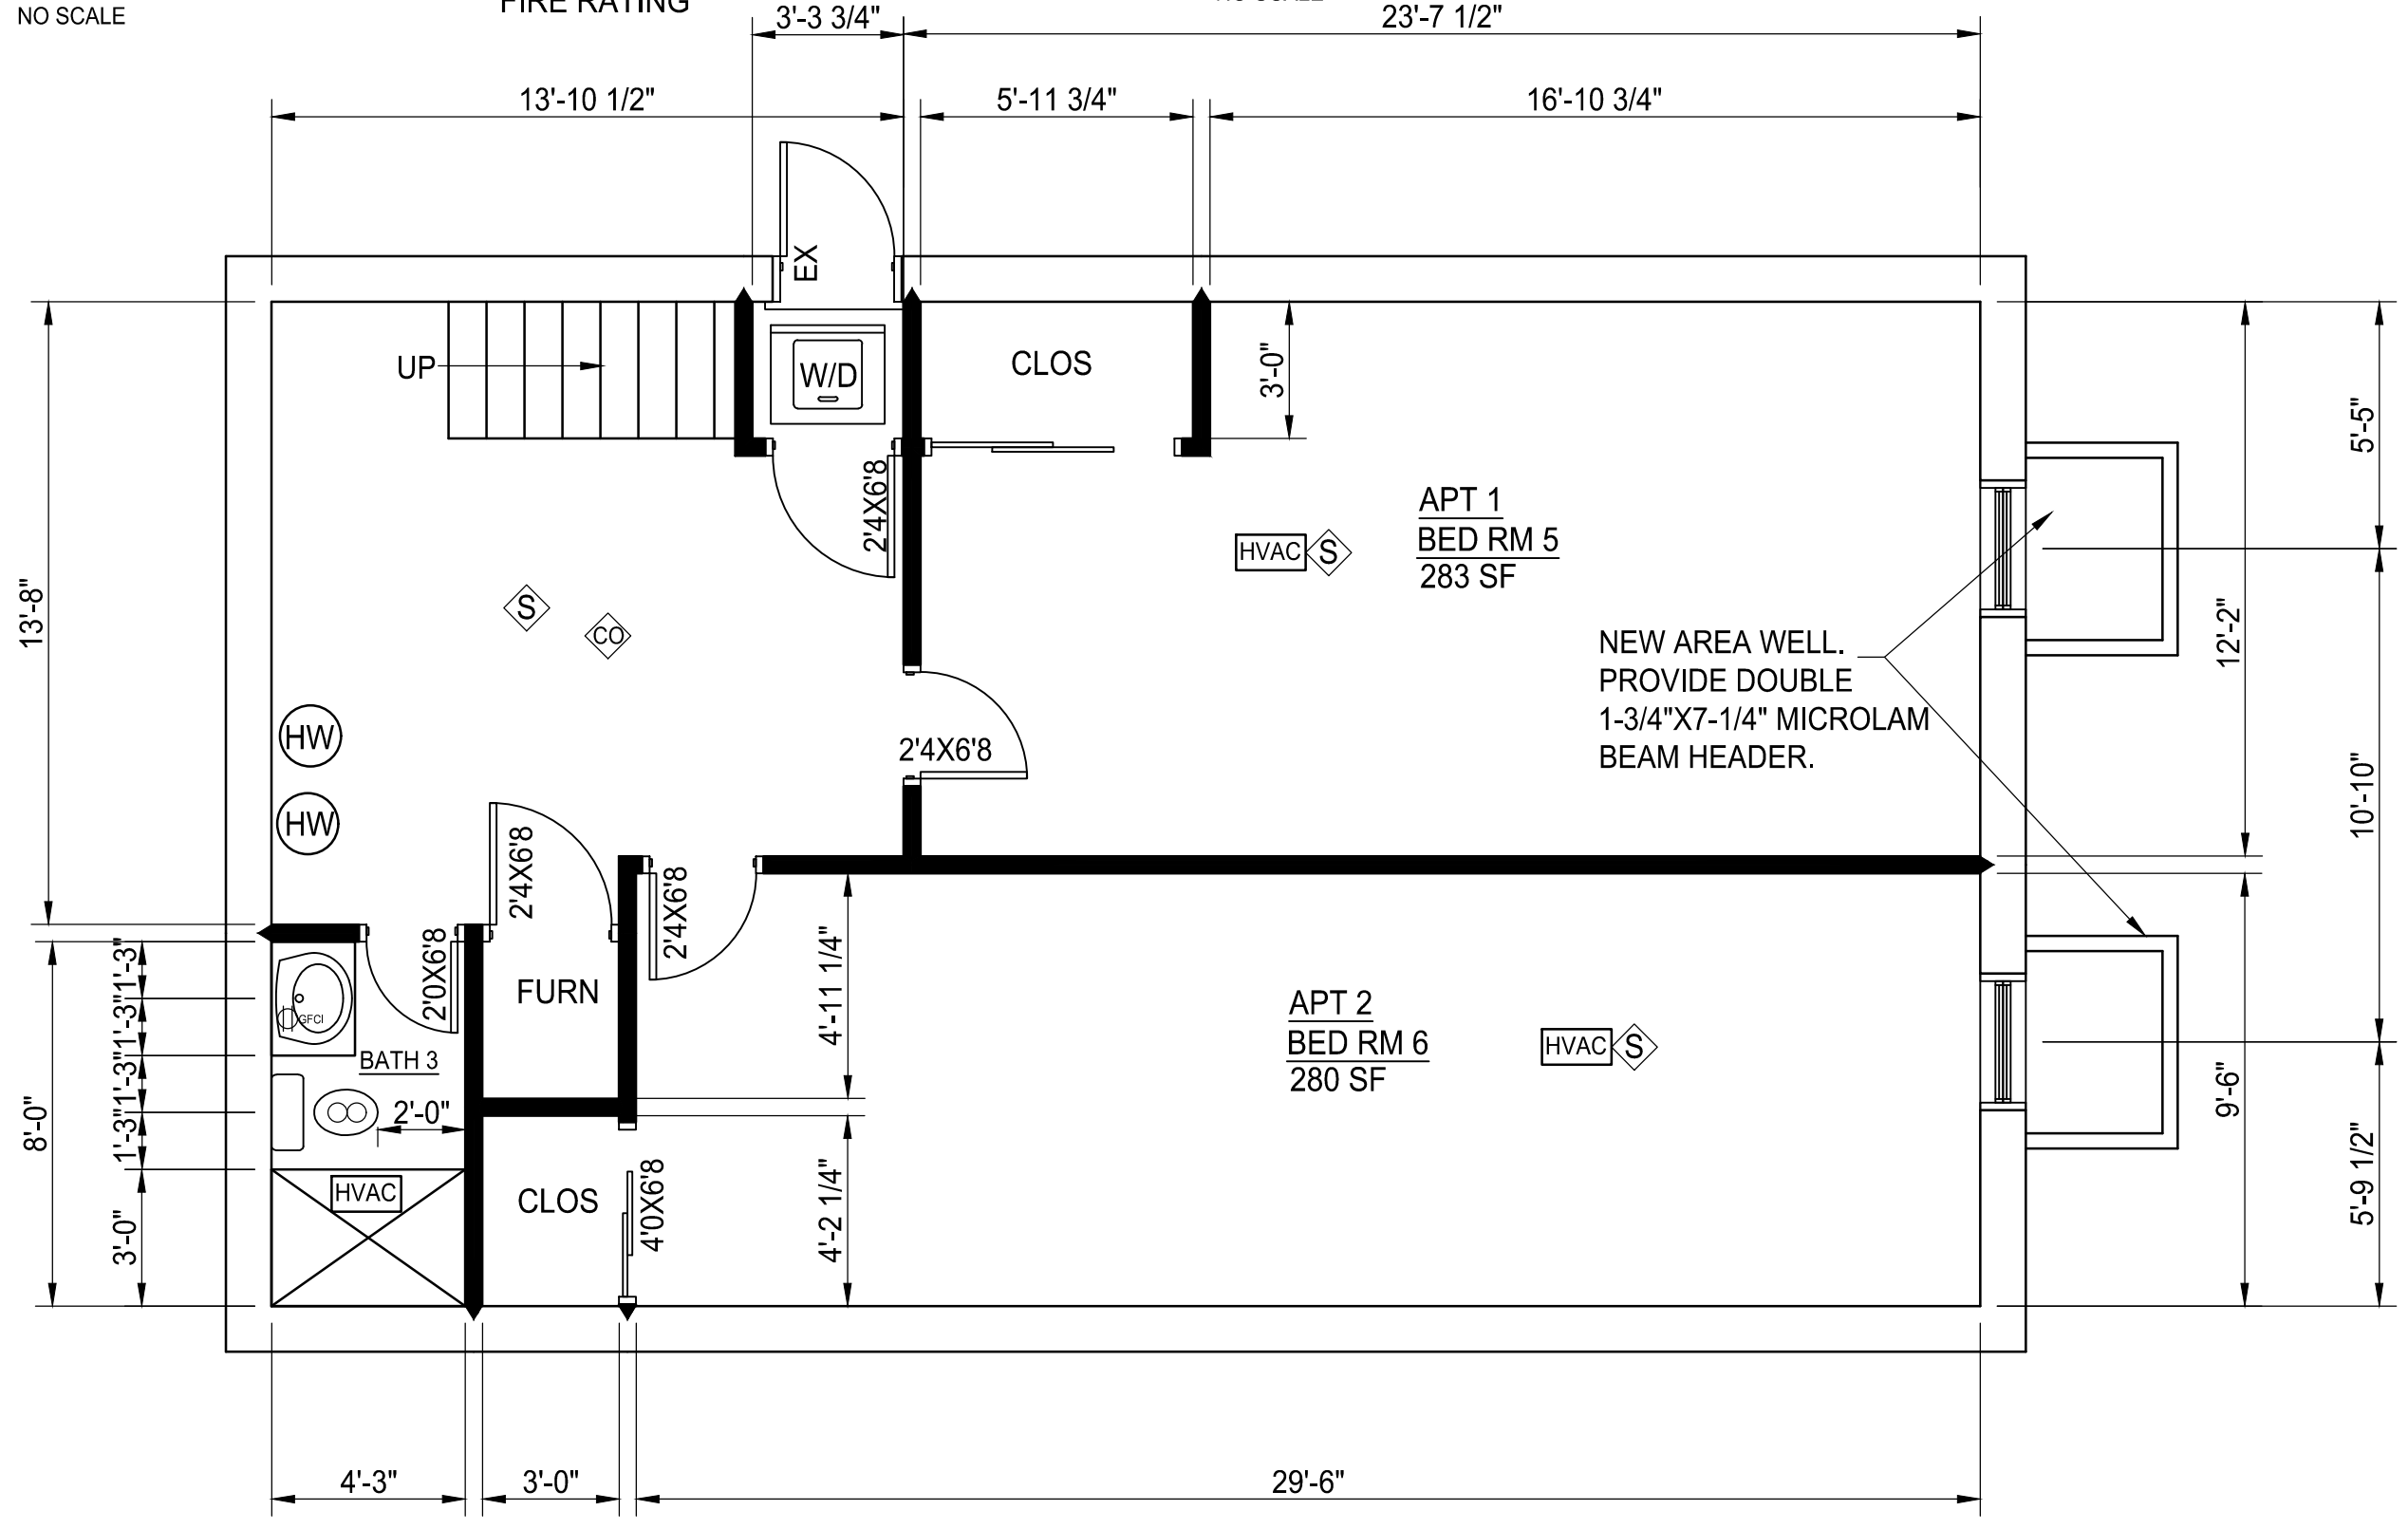 NO SCALE
FIRE RATING
NO SCALE
3'-3 3/4"
23'-7 1/2"
13'-10 1/2"
5'-11 3/4"
16'-10 3/4"
EX
UP
W/D
CLOS
3'-0"
5'-5"
2'4X6'8
APT 1
BED RM 5
283 SF
HVAC
S
13'-8"
S
CO
12'-2"
NEW AREA WELL.
PROVIDE DOUBLE
1-3/4"X7-1/4" MICROLAM
BEAM HEADER.
HW
2'4X6'8
10'-10"
HW
2'4X6'8
2'4X6'8
1'-3"
1'-3"
1'-3"
1'-3"
2'0X6'8
FURN
4'-11 1/4"
GFCI
BATH 3
APT 2
BED RM 6
280 SF
HVAC
S
9'-6"
8'-0"
2'-0"
5'-9 1/2"
HVAC
CLOS
4'0X6'8
4'-2 1/4"
3'-0"
4'-3"
3'-0"
29'-6"